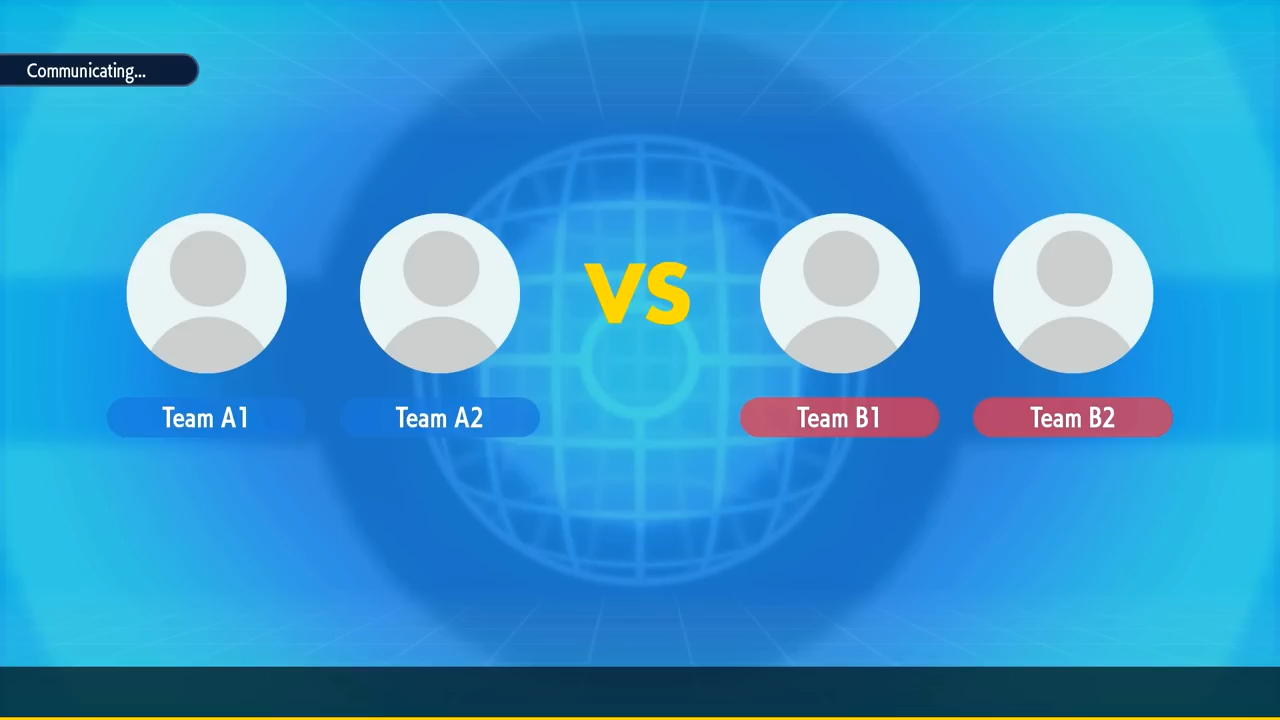 Communicating...
VS
Team A1
Team A2
Team B1
Team B2